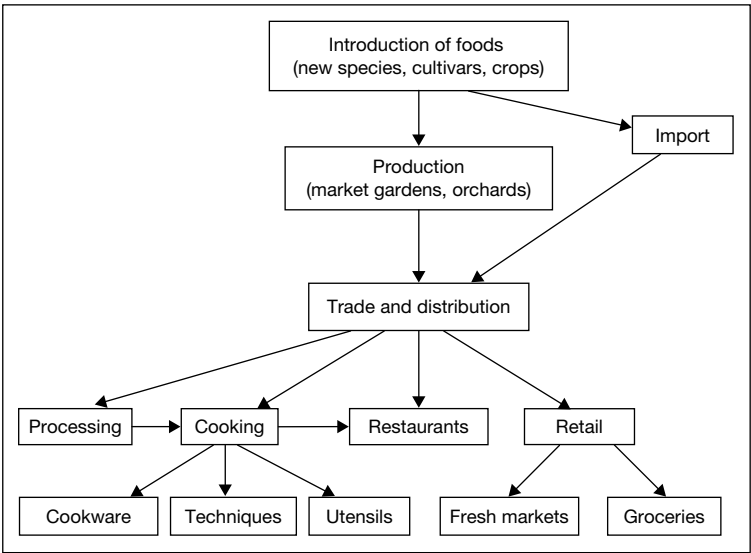 Introduction of foods
(new species, cultivars, crops)
Import
Production
(market gardens, orchards)
Trade and distribution
Processing
Cooking
Restaurants
Retail
Cookware
Techniques
Utensils
Fresh markets
Groceries